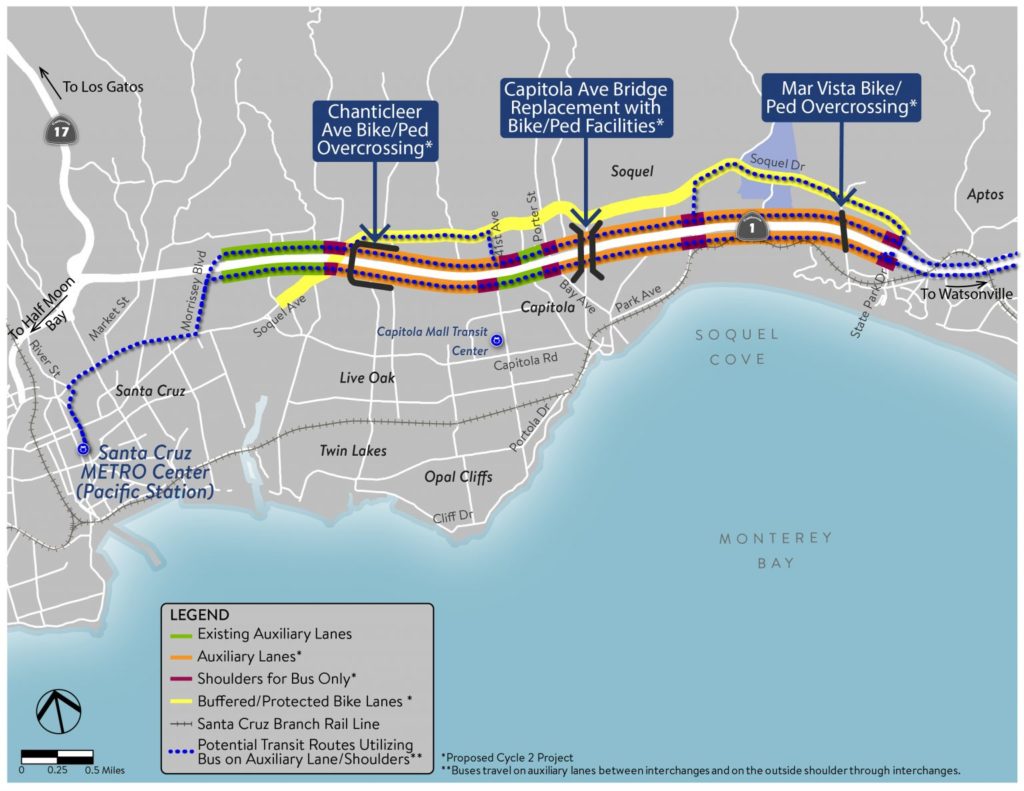 To Los Gatos
17
Chanticleer
Ave Bike/Ped
Overcrossing*
Capitola Ave Bridge
Replacement with
Bike/Ped Facilities*
Mar Vista Bike/
Ped Overcrossing*
Soquel
Soquel Dr
Aptos
41st Ave
Porter St
1
Morrissey Blvd
To Half Moon
Bay
Market St
River St
Soquel Ave
Bay Ave
Park Ave
Capitola
State Park Dr
To Watsonville
Capitola Mall Transit
Center
Capitola Rd
SOQUEL
COVE
Santa Cruz
Live Oak
Portola Dr
Santa Cruz
METRO Center
(Pacific Station)
Twin Lakes
Opal Cliffs
Cliff Dr
MONTEREY
BAY
LEGEND
Existing Auxiliary Lanes
Auxiliary Lanes*
Shoulders for Bus Only*
Buffered/Protected Bike Lanes *
Santa Cruz Branch Rail Line
Potential Transit Routes Utilizing
Bus on Auxiliary Lane/Shoulders**
0 0.25 0.5 Miles
*Proposed Cycle 2 Project
**Buses travel on auxiliary lanes between interchanges and on the outside shoulder through interchanges.